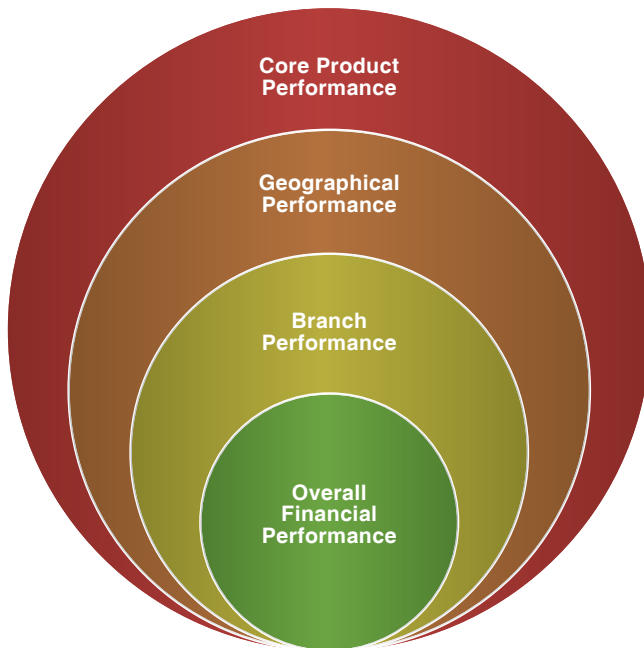 Core Product
Performance
Geographical
Performance
Branch
Performance
Overall
Financial
Performance